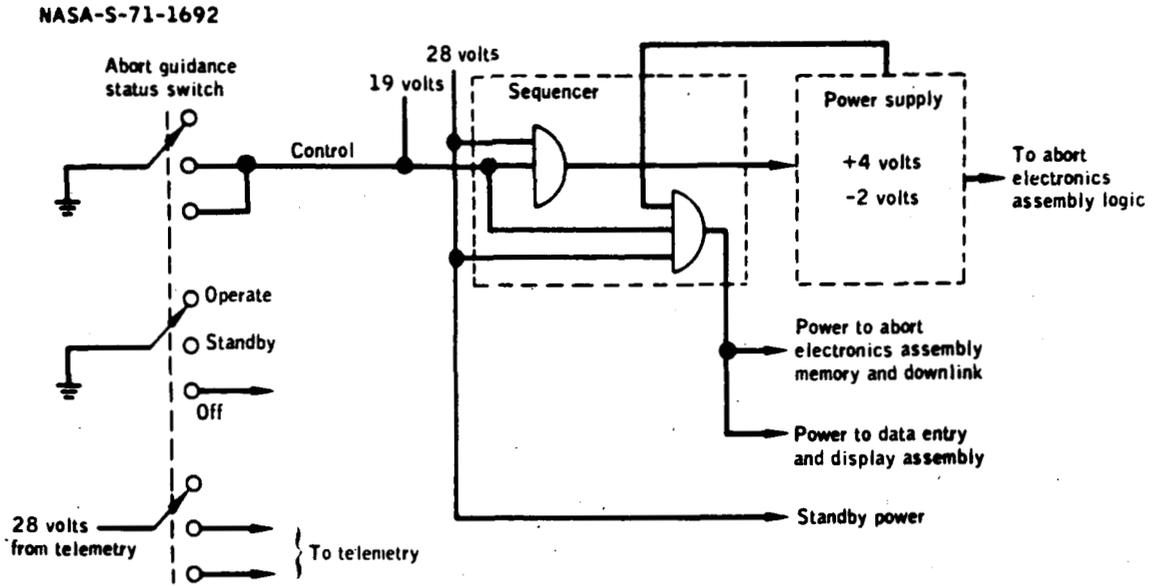 NASA-S-71-1692
Abort guidance
status switch
28 volts
19 volts
Sequencer
Power supply
Control
+4 volts
-2 volts
To abort
electronics
assembly logic
Operate
Standby
Off
Power to abort
electronics assembly
memory and downlink
Power to data entry
and display assembly
Standby power
28 volts
from telemetry
To telemetry